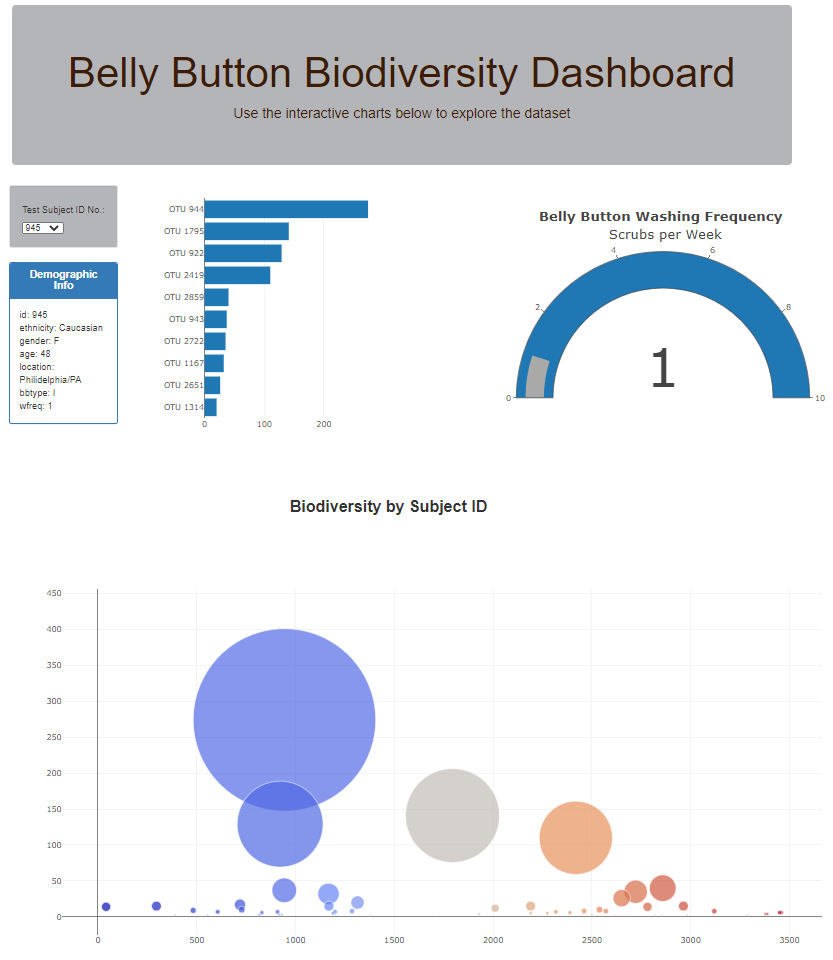 Belly Button Biodiversity Dashboard
Use the interactive charts below to explore the dataset
Test Subject ID No.:
945
Demographic
Info
id: 945
ethnicity: Caucasian
gender: F
age: 48
location:
Philidelphia/PA
bbtype: I
wfreq: 1
OTU 944
OTU 1795
OTU 922
OTU 2419
OTU 2859
OTU 943
OTU 2722
OTU 1167
OTU 2651
OTU 1314
0 100 200
Belly Button Washing Frequency
Scrubs per Week
0 2 4 6 8 10
1
Biodiversity by Subject ID
450
400
350
300
250
200
150
100
50
0
0 500 1000 1500 2000 2500 3000 3500